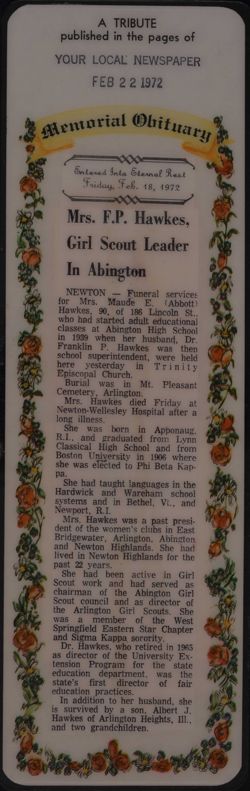 A TRIBUTE
published in the pages of
YOUR LOCAL NEWSPAPER
FEB 22 1972
Memorial Obituary
Entered Into Eternal Rest
Friday, Feb. 18, 1972
Mrs. F.P. Hawkes,
Girl Scout Leader
In Abington
NEWTON — Funeral services
for Mrs. Maude E. (Abbott)
Hawkes, 90, of 186 Lincoln St.,
who had started adult educational
classes at Abington High School
in 1939 when her husband, Dr.
Franklin P. Hawkes was then
school superintendent, were held
here yesterday in Trinity
Episcopal Church.
Burial was in Mt. Pleasant
Cemetery, Arlington.
Mrs. Hawkes died Friday at
Newton-Wellesley Hospital after a
long illness.
She was born in Apponaug,
R.I., and graduated from Lynn
Classical High School and from
Boston University in 1906 where
she was elected to Phi Beta Kap-
pa.
She had taught languages in the
Hardwick and Wareham school
systems and in Bethel, Vt., and
Newport, R.I.
Mrs. Hawkes was a past presi-
dent of the women's clubs in East
Bridgewater, Arlington, Abington
and Newton Highlands. She had
lived in Newton Highlands for the
past 22 years.
She had been active in Girl
Scout work and had served as
chairman of the Abington Girl
Scout council and as director of
the Arlington Girl Scouts. She
was a member of the West
Springfield Eastern Star Chapter
and Sigma Kappa sorority.
Dr. Hawkes, who retired in 1965
as director of the University Ex-
tension Program for the state
education department, was the
state's first director of fair
education practices.
In addition to her husband, she
is survived by a son, Albert J.
Hawkes of Arlington Heights, Ill.,
and two grandchildren.